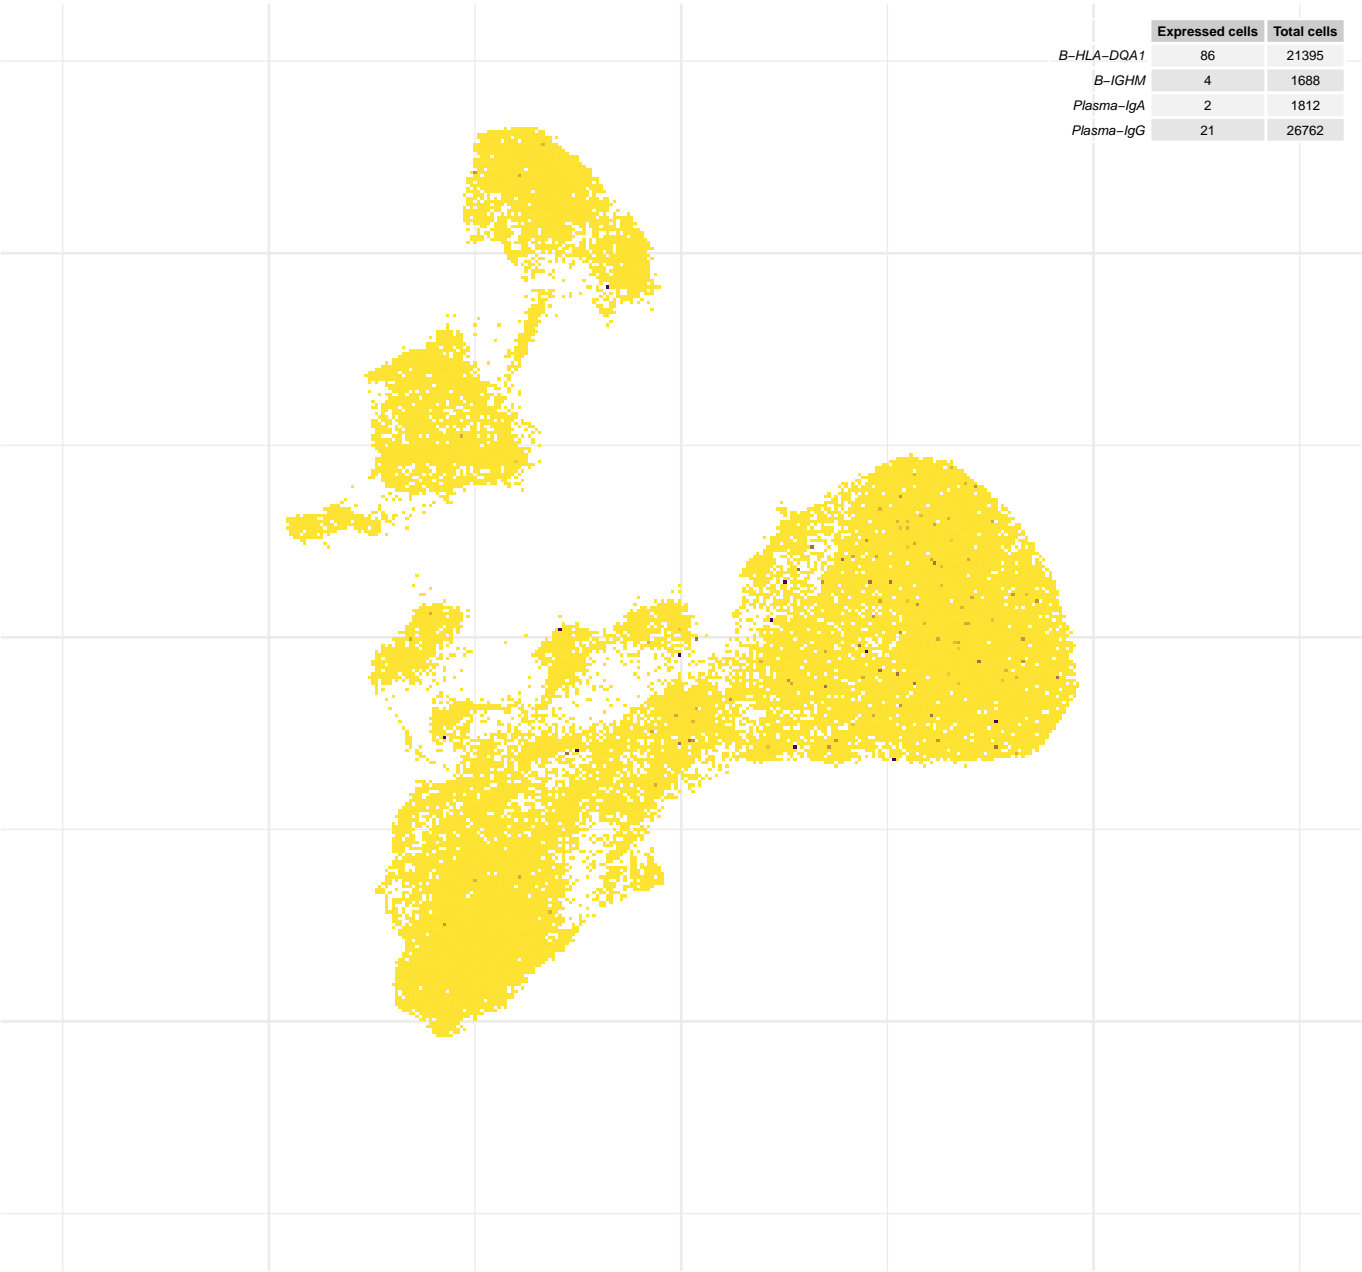 Expressed cells Total cells
B−HLA−DQA1 86 21395
B−IGHM 4 1688
Plasma−IgA 2 1812
Plasma−IgG 21 26762